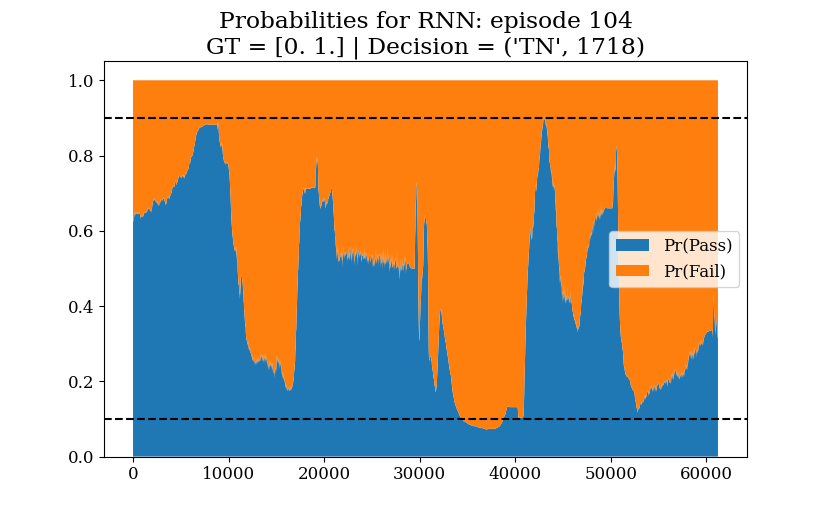 Probabilities for RNN: episode 104
GT = [0. 1.] | Decision = ('TN', 1718)
1.0
0.8
0.6
0.4
0.2
0.0
Pr(Pass)
Pr(Fail)
0 10000 20000 30000 40000 50000 60000